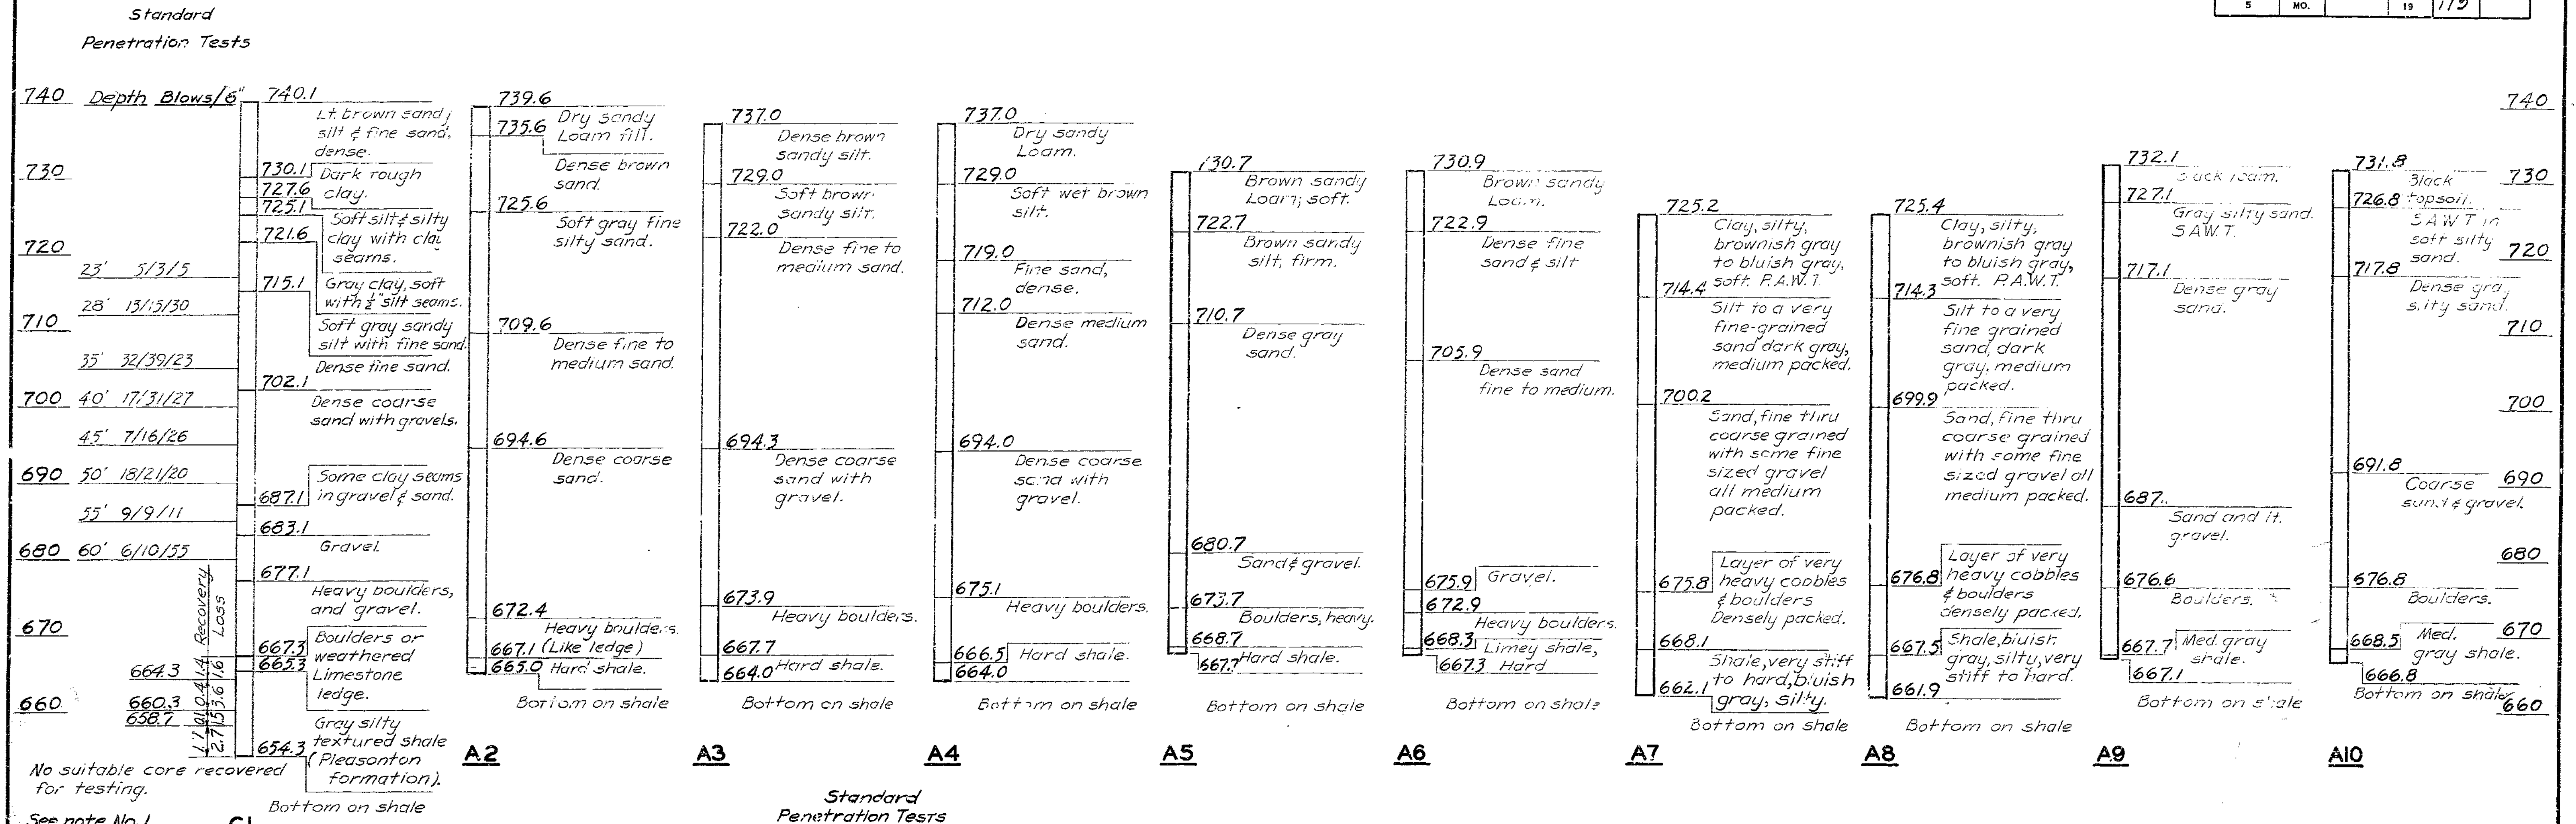 5 MO. 19 113
Standard
Penetration Tests
740 Depth Blows/6"
730
720
23' 5/3/5
28' 13/15/30
710
35' 32/39/23
700 40' 17/31/27
45' 7/16/26
690 50' 18/21/20
55' 9/9/11
680 60' 6/10/55
Recovery
Loss
670
664.3
660 660.3
658.7
740.1
Lt. brown sand;
silt & fine sand,
dense.
730.1
Dark rough
clay.
727.6
725.1
Soft silt & silty
clay with clay
seams.
721.6
Gray clay, soft
with ½" silt seams.
715.1
Soft gray sandy
silt with fine sand.
Dense fine sand.
702.1
Dense coarse
sand with gravels.
Some clay seams
in gravel & sand.
687.1
683.1
Gravel.
677.1
Heavy boulders,
and gravel.
667.3
Boulders or
weathered
Limestone
ledge.
665.3
Gray silty
textured shale
(Pleasonton
formation).
654.3
Bottom on shale
No suitable core recovered
for testing.
See note No. 1
739.6
Dry sandy
Loam fill.
735.6
Dense brown
sand.
725.6
Soft gray fine
silty sand.
709.6
Dense fine to
medium sand.
694.6
Dense coarse
sand.
672.4
Heavy boulders.
667.1 (Like ledge)
665.0 Hard shale.
Bottom on shale
A2
737.0
Dense brown
sandy silt.
729.0
Soft brown
sandy silt.
722.0
Dense fine to
medium sand.
694.3
Dense coarse
sand with
gravel.
673.9
Heavy boulders.
667.7
Hard shale.
664.0
Bottom on shale
A3
737.0
Dry sandy
Loam.
729.0
Soft wet brown
silt.
719.0
Fine sand,
dense.
712.0
Dense medium
sand.
694.0
Dense coarse
sand with
gravel.
675.1
Heavy boulders.
666.5 Hard shale.
664.0
Bottom on shale
A4
730.7
Brown sandy
Loam; soft.
722.7
Brown sandy
silt, firm.
710.7
Dense gray
sand.
680.7
Sand & gravel.
673.7
Boulders, heavy.
668.7
Hard shale.
667.7
Bottom on shale
A5
730.9
Brown sandy
Loam.
722.9
Dense fine
sand & silt
705.9
Dense sand
fine to medium.
675.9 Gravel.
672.9
Heavy boulders.
668.3 Limey shale,
667.3 Hard
Bottom on shale
A6
725.2
Clay, silty,
brownish gray
to bluish gray,
soft. P.A.W.T.
714.4
Silt to a very
fine-grained
sand dark gray,
medium packed.
700.2
Sand, fine thru
coarse grained
with some fine
sized gravel
all medium
packed.
675.8
Layer of very
heavy cobbles
& boulders
Densely packed.
668.1
Shale, very stiff
to hard, bluish
gray, silty.
662.1
Bottom on shale
A7
725.4
Clay, silty,
brownish gray
to bluish gray,
soft. P.A.W.T.
714.3
Silt to a very
fine grained
sand, dark
gray, medium
packed.
699.9
Sand, fine thru
coarse grained
with some fine
sized gravel all
medium packed.
676.8
Layer of very
heavy cobbles
& boulders
densely packed.
667.5
Shale, bluish
gray, silty, very
stiff to hard.
661.9
Bottom on shale
A8
732.1
727.1
Gray silty sand.
S.A.W.T.
717.1
Dense gray
sand.
687.
Sand and lt.
gravel.
676.6
Boulders.
667.7 Med. gray
shale.
667.1
Bottom on shale
A9
731.8
Black
topsoil.
726.8
S.A.W.T in
soft silty
sand.
717.8
Dense gray
silty sand.
691.8
Coarse
sand & gravel.
676.8
Boulders.
668.5 Med.
gray shale.
666.8
Bottom on shale
A10
740
730
720
710
700
690
680
670
660
Standard
Penetration Tests